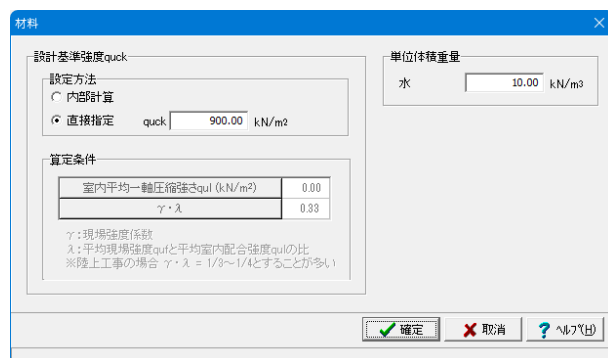 材料
設計基準強度quck
設定方法
内部計算
直接指定 quck 900.00 kN/m2
算定条件
室内平均一軸圧縮強さqul (kN/m²) 0.00
γ・λ 0.33
γ:現場強度係数
λ:平均現場強度qufと平均室内配合強度qulの比
※陸上工事の場合 γ・λ = 1/3~1/4とすることが多い
単位体積重量
水 10.00 kN/m3
確定 取消 ? ヘルプ(H)